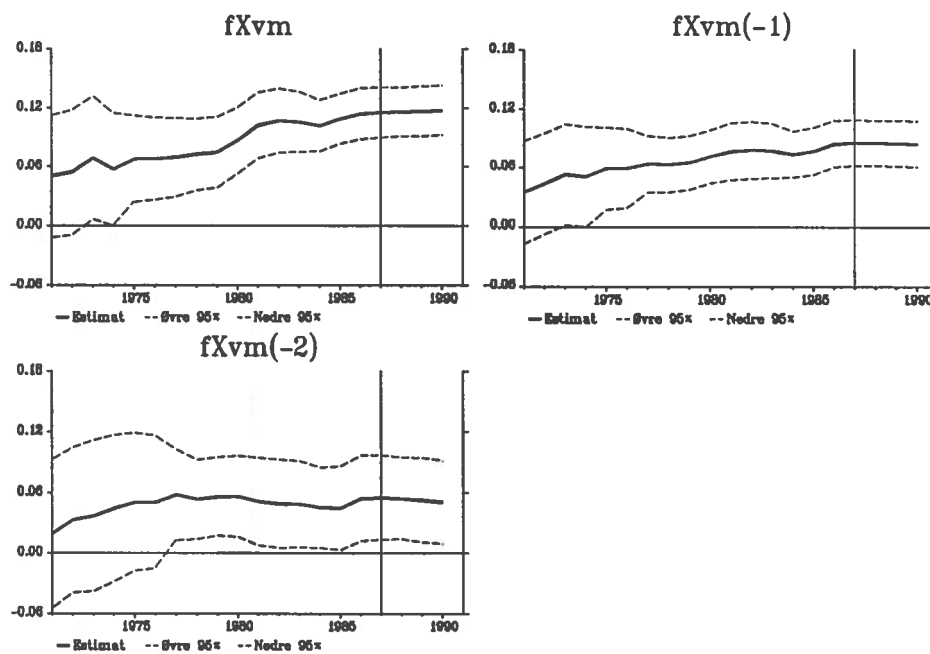 fXvm
0.18
0.12
0.06
0.00
-0.06
1975 1980 1985 1990
Estimat Øvre 95% Nedre 95%
fXvm(-1)
0.18
0.12
0.06
0.00
-0.06
1975 1980 1985 1990
Estimat Øvre 95% Nedre 95%
fXvm(-2)
0.18
0.12
0.06
0.00
-0.06
1975 1980 1985 1990
Estimat Øvre 95% Nedre 95%